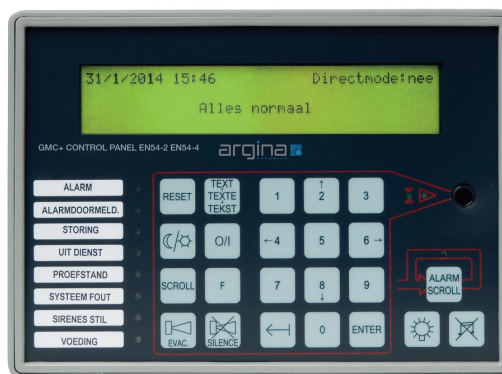 31/1/2014 15:46 Directmode:nee
Alles normaal
GMC+ CONTROL PANEL EN54-2 EN54-4
argina
TECHNICS
ALARM
ALARMDOORMELD.
STORING
UIT DIENST
PROEFSTAND
SYSTEEM FOUT
SIRENES STIL
VOEDING
RESET
TEXT
TEXTE
TEKST
1
↑
2
3
O/I
←4
5
6→
SCROLL
F
7
8
↓
9
ALARM
SCROLL
EVAC.
SILENCE
←
0
ENTER